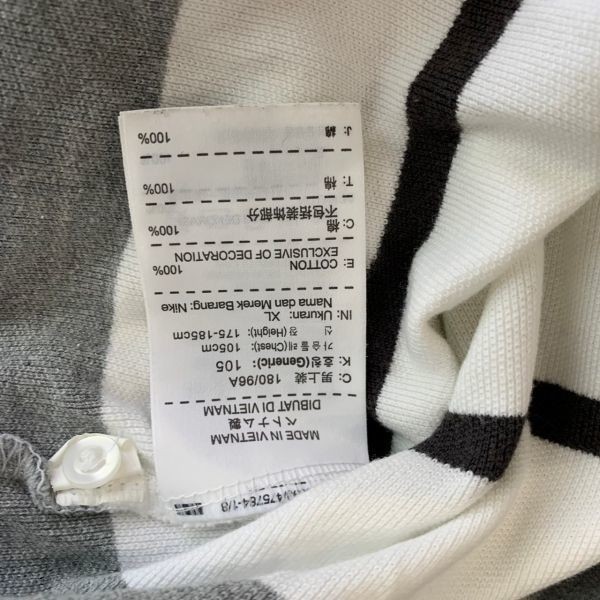 MADE IN VIETNAM
ベトナム製
DIBUAT DI VIETNAM
C: 男上装 180/96A
K: 호칭(Generic): 105
가슴둘레(Chest): 105cm
신 장(Height): 175-185cm
IN: Ukuran: XL
Nama dan Merek Barang: Nike
E: COTTON 100%
EXCLUSIVE OF DECORATION
C: 棉 100%
不包括装饰部分
T: 棉 100%
J: 綿 100%